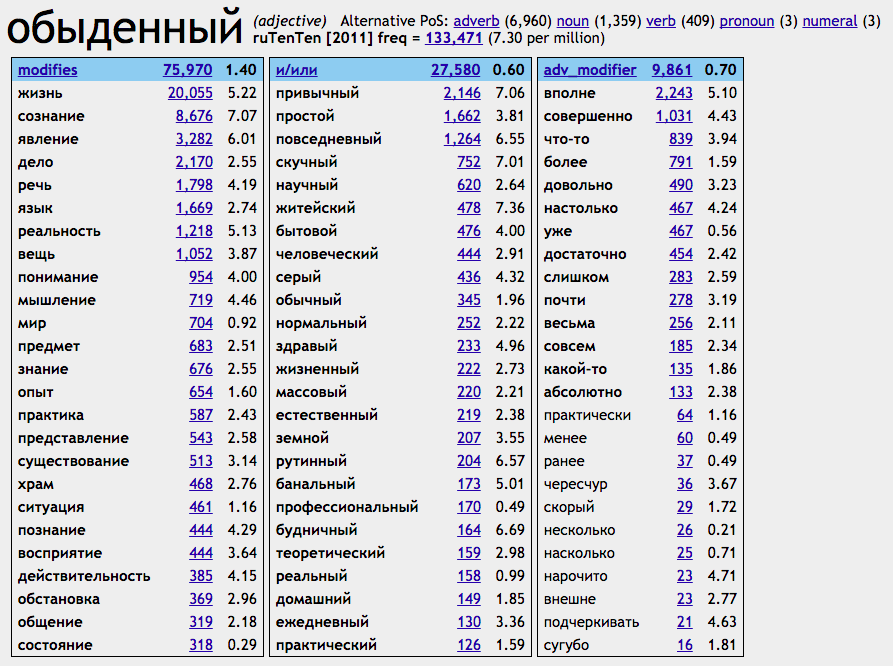 обыденный (adjective) Alternative PoS: adverb (6,960) noun (1,359) verb (409) pronoun (3) numeral (3)
ruTenTen [2011] freq = 133,471 (7.30 per million)
modifies 75,970 1.40
жизнь 20,055 5.22
сознание 8,676 7.07
явление 3,282 6.01
дело 2,170 2.55
речь 1,798 4.19
язык 1,669 2.74
реальность 1,218 5.13
вещь 1,052 3.87
понимание 954 4.00
мышление 719 4.46
мир 704 0.92
предмет 683 2.51
знание 676 2.55
опыт 654 1.60
практика 587 2.43
представление 543 2.58
существование 513 3.14
храм 468 2.76
ситуация 461 1.16
познание 444 4.29
восприятие 444 3.64
действительность 385 4.15
обстановка 369 2.96
общение 319 2.18
состояние 318 0.29
и/или 27,580 0.60
привычный 2,146 7.06
простой 1,662 3.81
повседневный 1,264 6.55
скучный 752 7.01
научный 620 2.64
житейский 478 7.36
бытовой 476 4.00
человеческий 444 2.91
серый 436 4.32
обычный 345 1.96
нормальный 252 2.22
здравый 233 4.96
жизненный 222 2.73
массовый 220 2.21
естественный 219 2.38
земной 207 3.55
рутинный 204 6.57
банальный 173 5.01
профессиональный 170 0.49
будничный 164 6.69
теоретический 159 2.98
реальный 158 0.99
домашний 149 1.85
ежедневный 130 3.36
практический 126 1.59
adv_modifier 9,861 0.70
вполне 2,243 5.10
совершенно 1,031 4.43
что-то 839 3.94
более 791 1.59
довольно 490 3.23
настолько 467 4.24
уже 467 0.56
достаточно 454 2.42
слишком 283 2.59
почти 278 3.19
весьма 256 2.11
совсем 185 2.34
какой-то 135 1.86
абсолютно 133 2.38
практически 64 1.16
менее 60 0.49
ранее 37 0.49
чересчур 36 3.67
скорый 29 1.72
несколько 26 0.21
насколько 25 0.71
нарочито 23 4.71
внешне 23 2.77
подчеркивать 21 4.63
сугубо 16 1.81